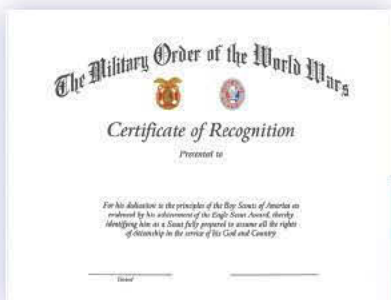 The Military Order of the World Wars
Certificate of Recognition
Presented to
For his dedication to the principles of the Boy Scouts of America as
evidenced by his achievement of the Eagle Scout Award, thereby
identifying him as a Scout fully prepared to assume all the rights
of citizenship in the service of his God and Country